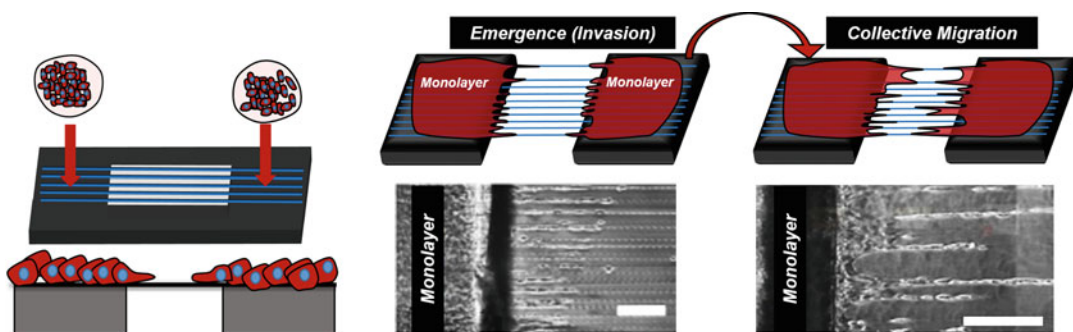 Emergence (Invasion)
Collective Migration
Monolayer
Monolayer
Monolayer
Monolayer